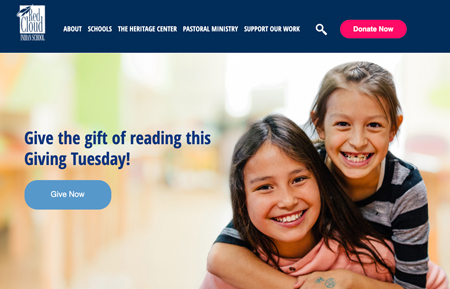 Red
Cloud
INDIAN SCHOOL
ABOUT SCHOOLS THE HERITAGE CENTER PASTORAL MINISTRY SUPPORT OUR WORK
Donate Now
Give the gift of reading this
Giving Tuesday!
Give Now